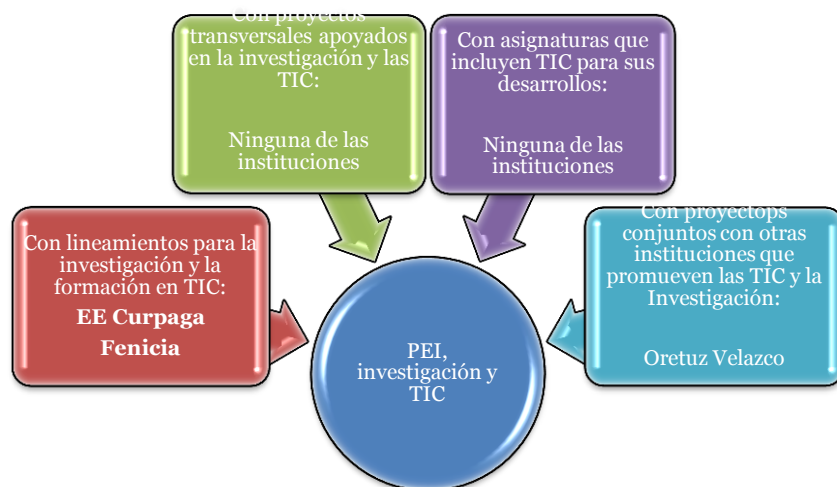 Con proyectos
transversales apoyados
en la investigación y las
TIC:
Ninguna de las
instituciones
Con asignaturas que
incluyen TIC para sus
desarrollos:
Ninguna de las
instituciones
Con lineamientos para la
investigación y la
formación en TIC:
EE Curpaga
Fenicia
Con proyectops
conjuntos con otras
instituciones que
promueven las TIC y la
Investigación:
Oretuz Velazco
PEI,
investigación y
TIC